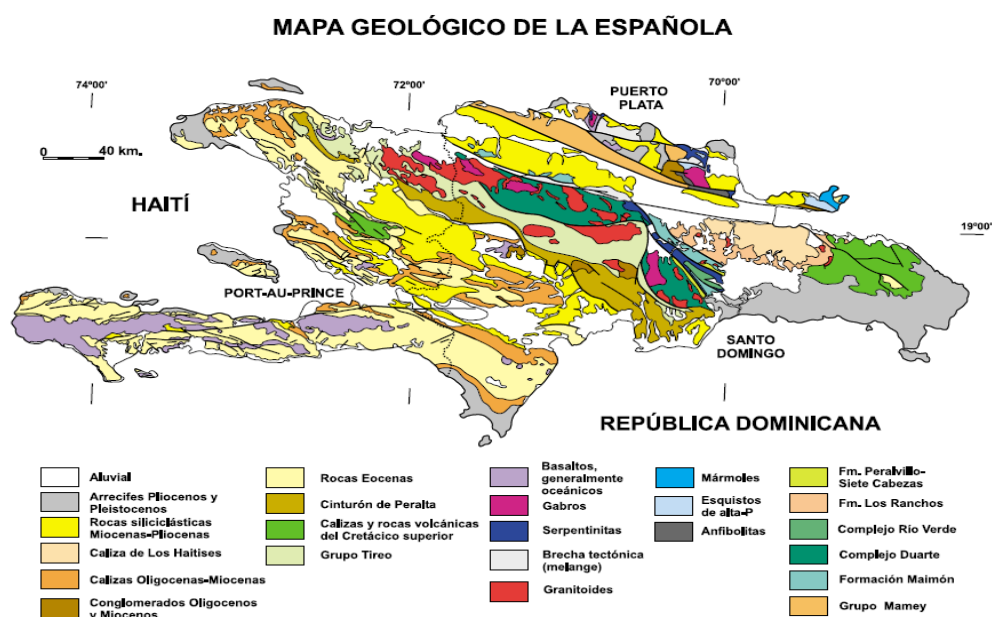 MAPA GEOLÓGICO DE LA ESPAÑOLA
74º00'
72º00'
70º00'
PUERTO
PLATA
0 40 km.
HAITÍ
19º00'
PORT-AU-PRINCE
SANTO
DOMINGO
REPÚBLICA DOMINICANA
Aluvial
Arrecifes Pliocenos y
Pleistocenos
Rocas siliciclásticas
Miocenas-Pliocenas
Caliza de Los Haitises
Calizas Oligocenas-Miocenas
Conglomerados Oligocenos
y Miocenos
Rocas Eocenas
Cinturón de Peralta
Calizas y rocas volcánicas
del Cretácico superior
Grupo Tireo
Basaltos,
generalmente
oceánicos
Gabros
Serpentinitas
Brecha tectónica
(melange)
Granitoides
Mármoles
Esquistos
de alta-P
Anfibolitas
Fm. Peralvillo-
Siete Cabezas
Fm. Los Ranchos
Complejo Río Verde
Complejo Duarte
Formación Maimón
Grupo Mamey